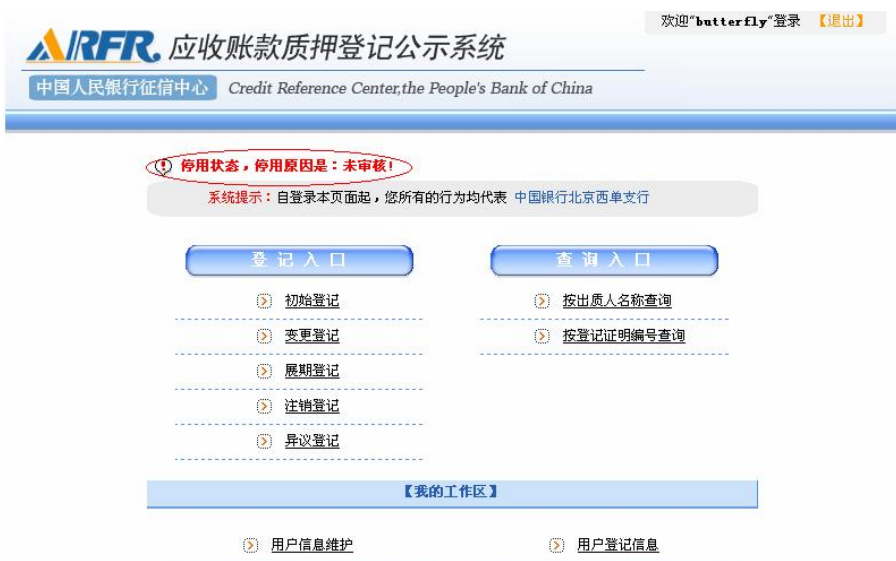 欢迎“butterfly”登录 【退出】
ARFR 应收账款质押登记公示系统
中国人民银行征信中心 Credit Reference Center,the People's Bank of China
停用状态，停用原因是：未审核！
系统提示：自登录本页面起，您所有的行为均代表 中国银行北京西单支行
登记入口 查询入口
初始登记 按出质人名称查询
变更登记 按登记证明编号查询
展期登记
注销登记
异议登记
【我的工作区】
用户信息维护 用户登记信息